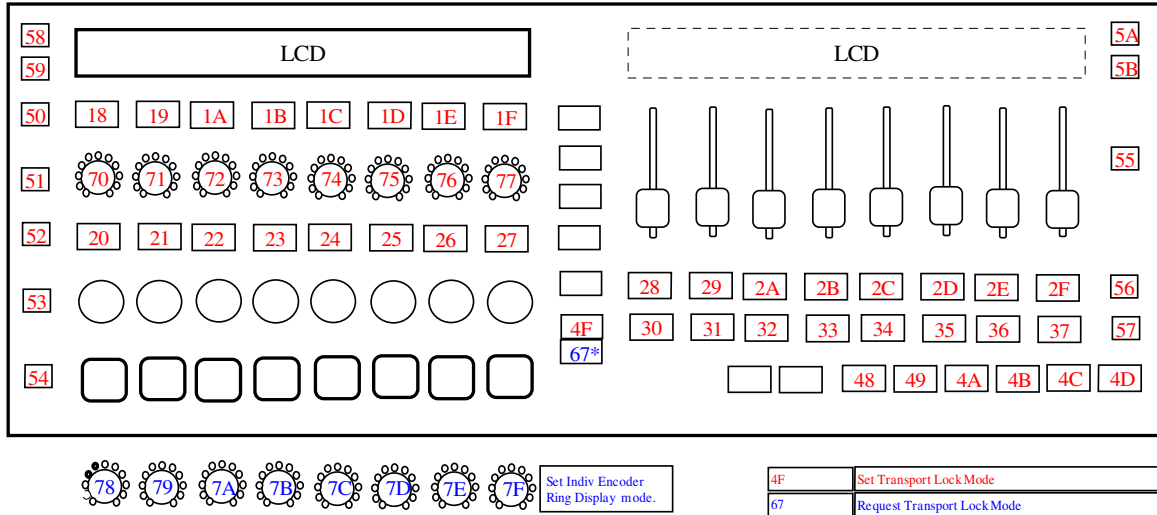 58 LCD LCD 5A
59 5B
50 18 19 1A 1B 1C 1D 1E 1F
51 70 71 72 73 74 75 76 77 55
52 20 21 22 23 24 25 26 27
53 28 29 2A 2B 2C 2D 2E 2F 56
4F 30 31 32 33 34 35 36 37 57
67*
54 48 49 4A 4B 4C 4D
78 79 7A 7B 7C 7D 7E 7F
Set Indiv Encoder
Ring Display mode.
4F Set Transport Lock Mode
67 Request Transport Lock Mode